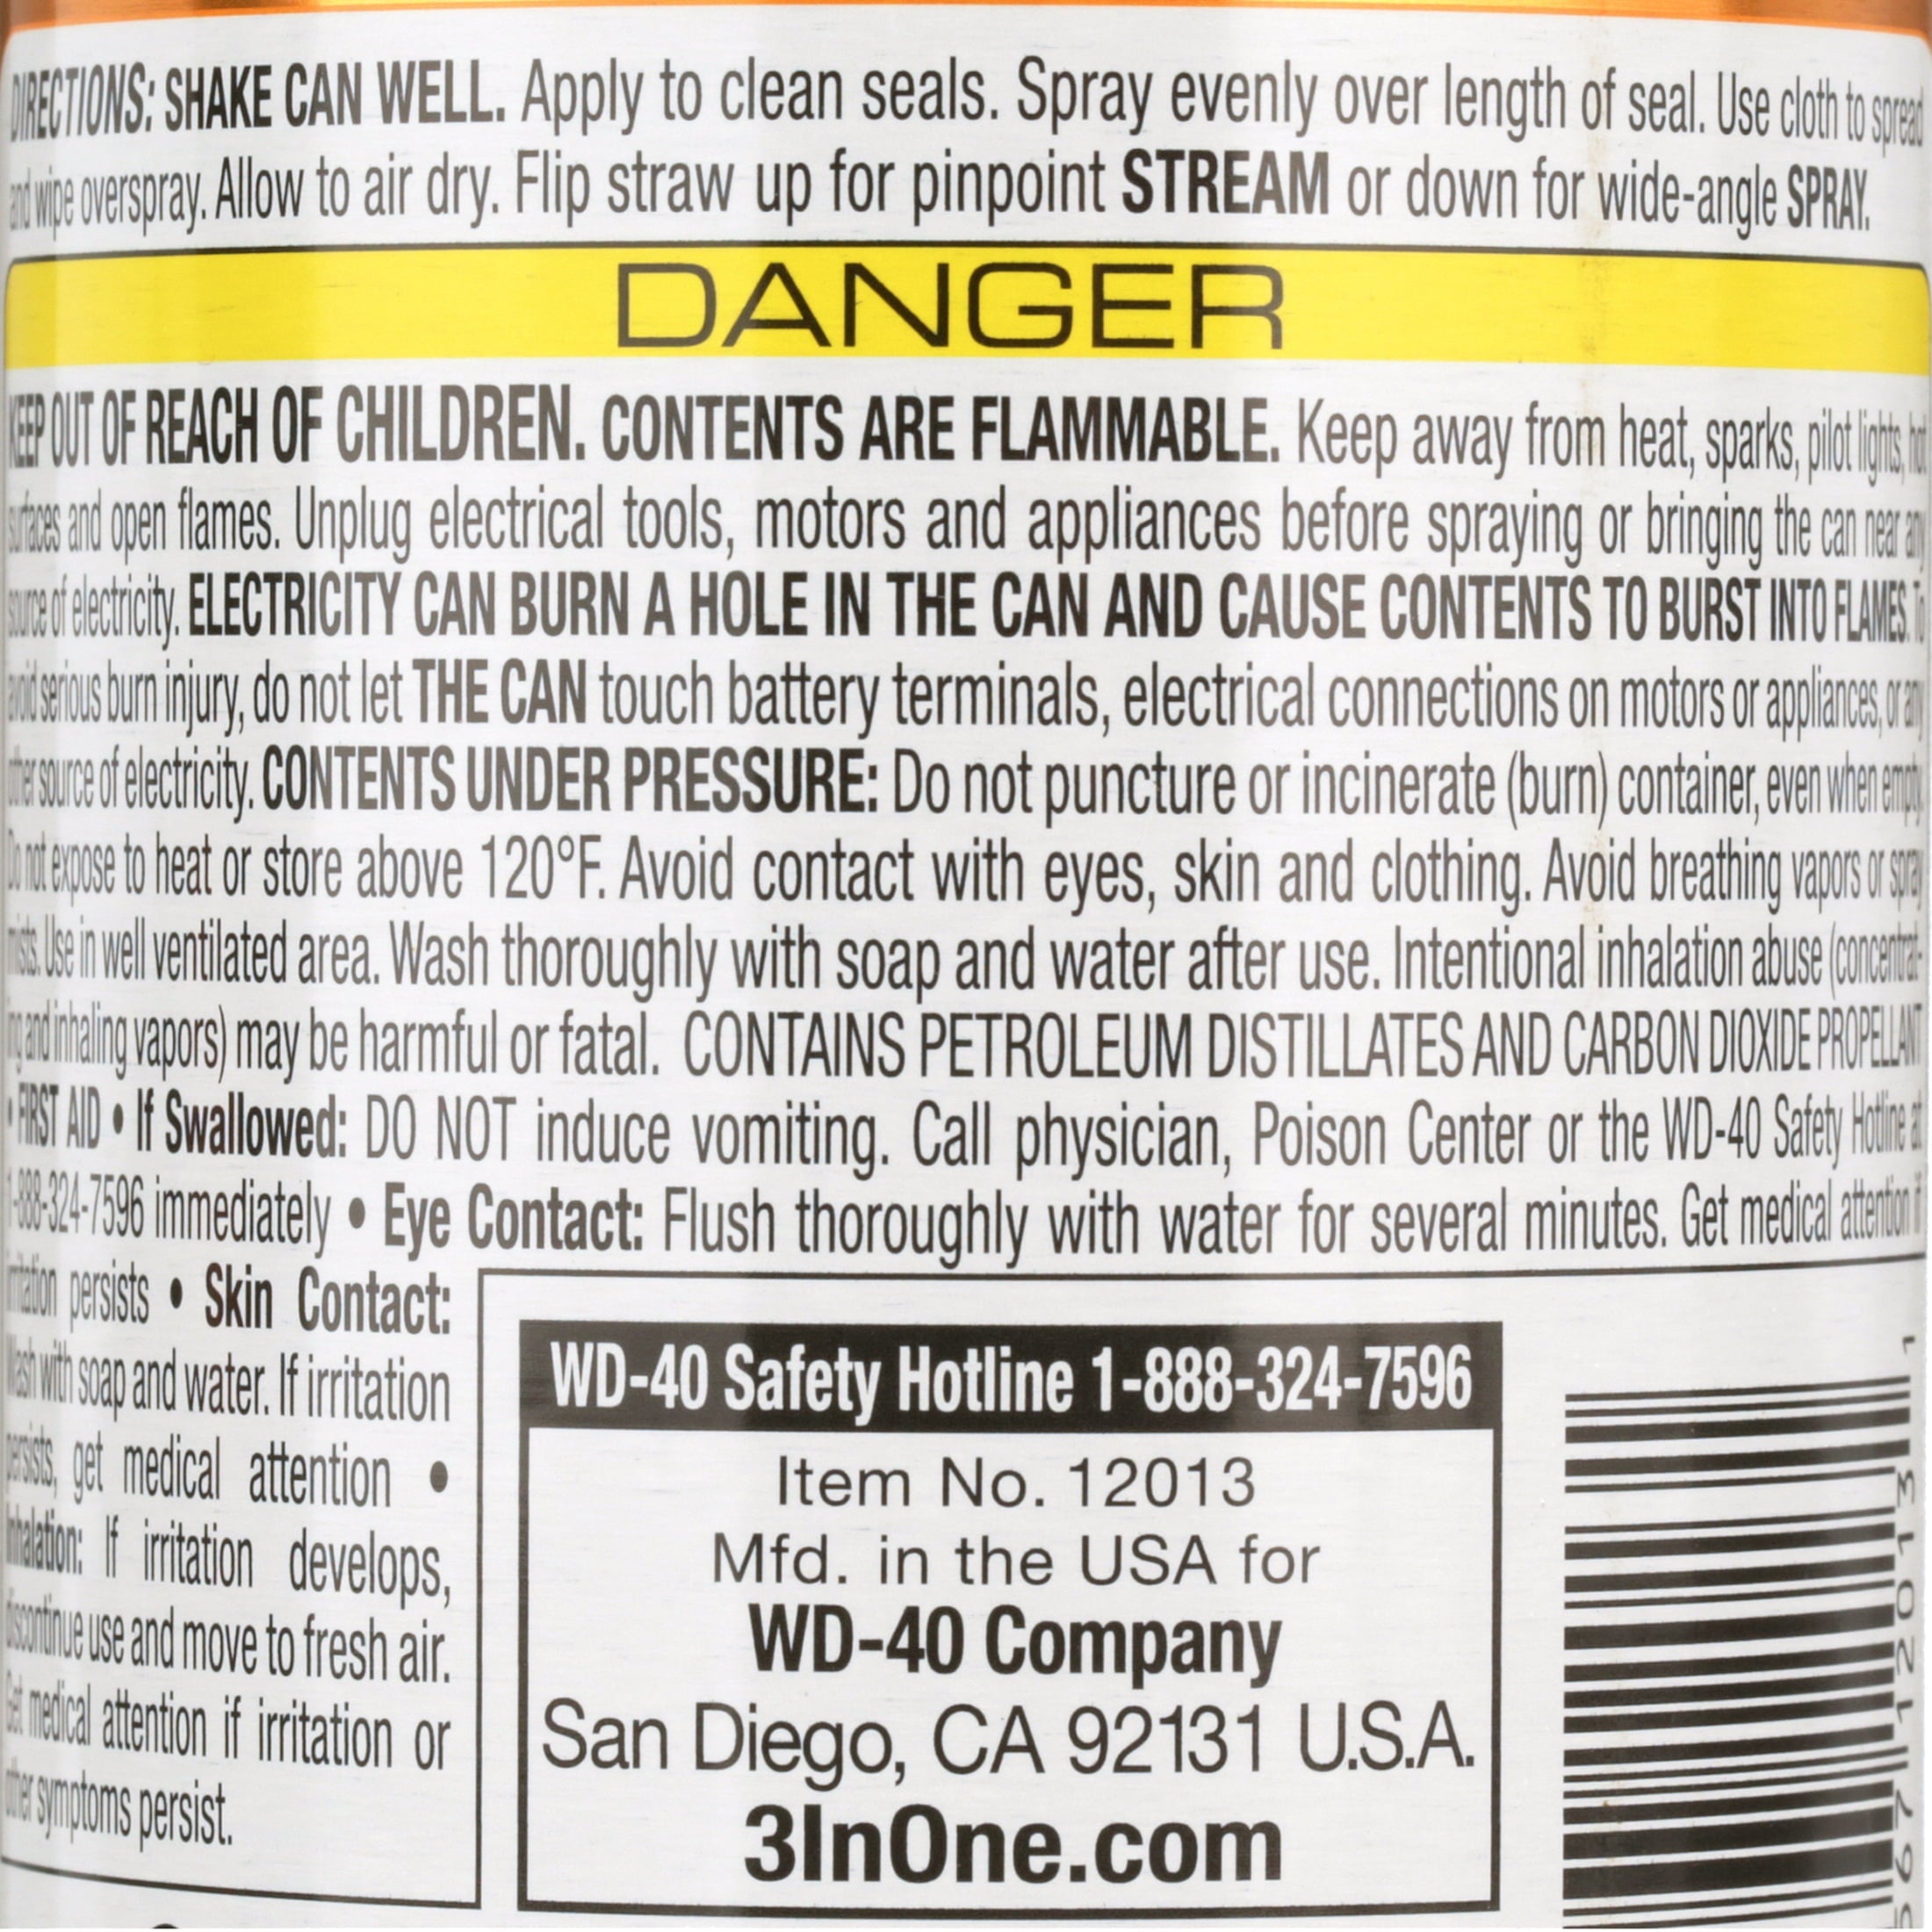 DIRECTIONS: SHAKE CAN WELL. Apply to clean seals. Spray evenly over length of seal. Use cloth to spread
and wipe overspray. Allow to air dry. Flip straw up for pinpoint STREAM or down for wide-angle SPRAY.
DANGER
KEEP OUT OF REACH OF CHILDREN. CONTENTS ARE FLAMMABLE. Keep away from heat, sparks, pilot lights, hot
surfaces and open flames. Unplug electrical tools, motors and appliances before spraying or bringing the can near any
source of electricity. ELECTRICITY CAN BURN A HOLE IN THE CAN AND CAUSE CONTENTS TO BURST INTO FLAMES. To
avoid serious burn injury, do not let THE CAN touch battery terminals, electrical connections on motors or appliances, or any
other source of electricity. CONTENTS UNDER PRESSURE: Do not puncture or incinerate (burn) container, even when empty.
Do not expose to heat or store above 120°F. Avoid contact with eyes, skin and clothing. Avoid breathing vapors or spray
mists. Use in well ventilated area. Wash thoroughly with soap and water after use. Intentional inhalation abuse (concentrat-
ing and inhaling vapors) may be harmful or fatal. CONTAINS PETROLEUM DISTILLATES AND CARBON DIOXIDE PROPELLANT
• FIRST AID • If Swallowed: DO NOT induce vomiting. Call physician, Poison Center or the WD-40 Safety Hotline at
1-888-324-7596 immediately • Eye Contact: Flush thoroughly with water for several minutes. Get medical attention if
irritation persists • Skin Contact:
Wash with soap and water. If irritation
persists, get medical attention •
Inhalation: If irritation develops,
discontinue use and move to fresh air.
Get medical attention if irritation or
other symptoms persist.
WD-40 Safety Hotline 1-888-324-7596
Item No. 12013
Mfd. in the USA for
WD-40 Company
San Diego, CA 92131 U.S.A.
3InOne.com
567 12013 1